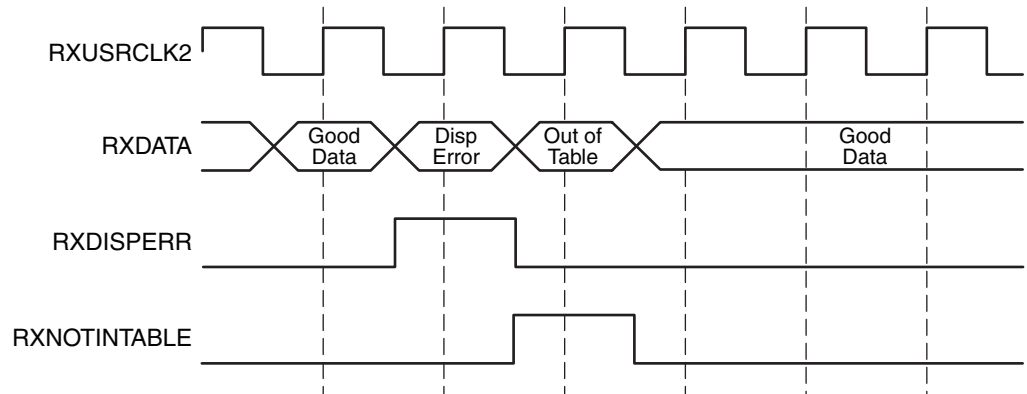 RXUSRCLK2
RXDATA
Good
Data
Disp
Error
Out of
Table
Good
Data
RXDISPERR
RXNOTINTABLE